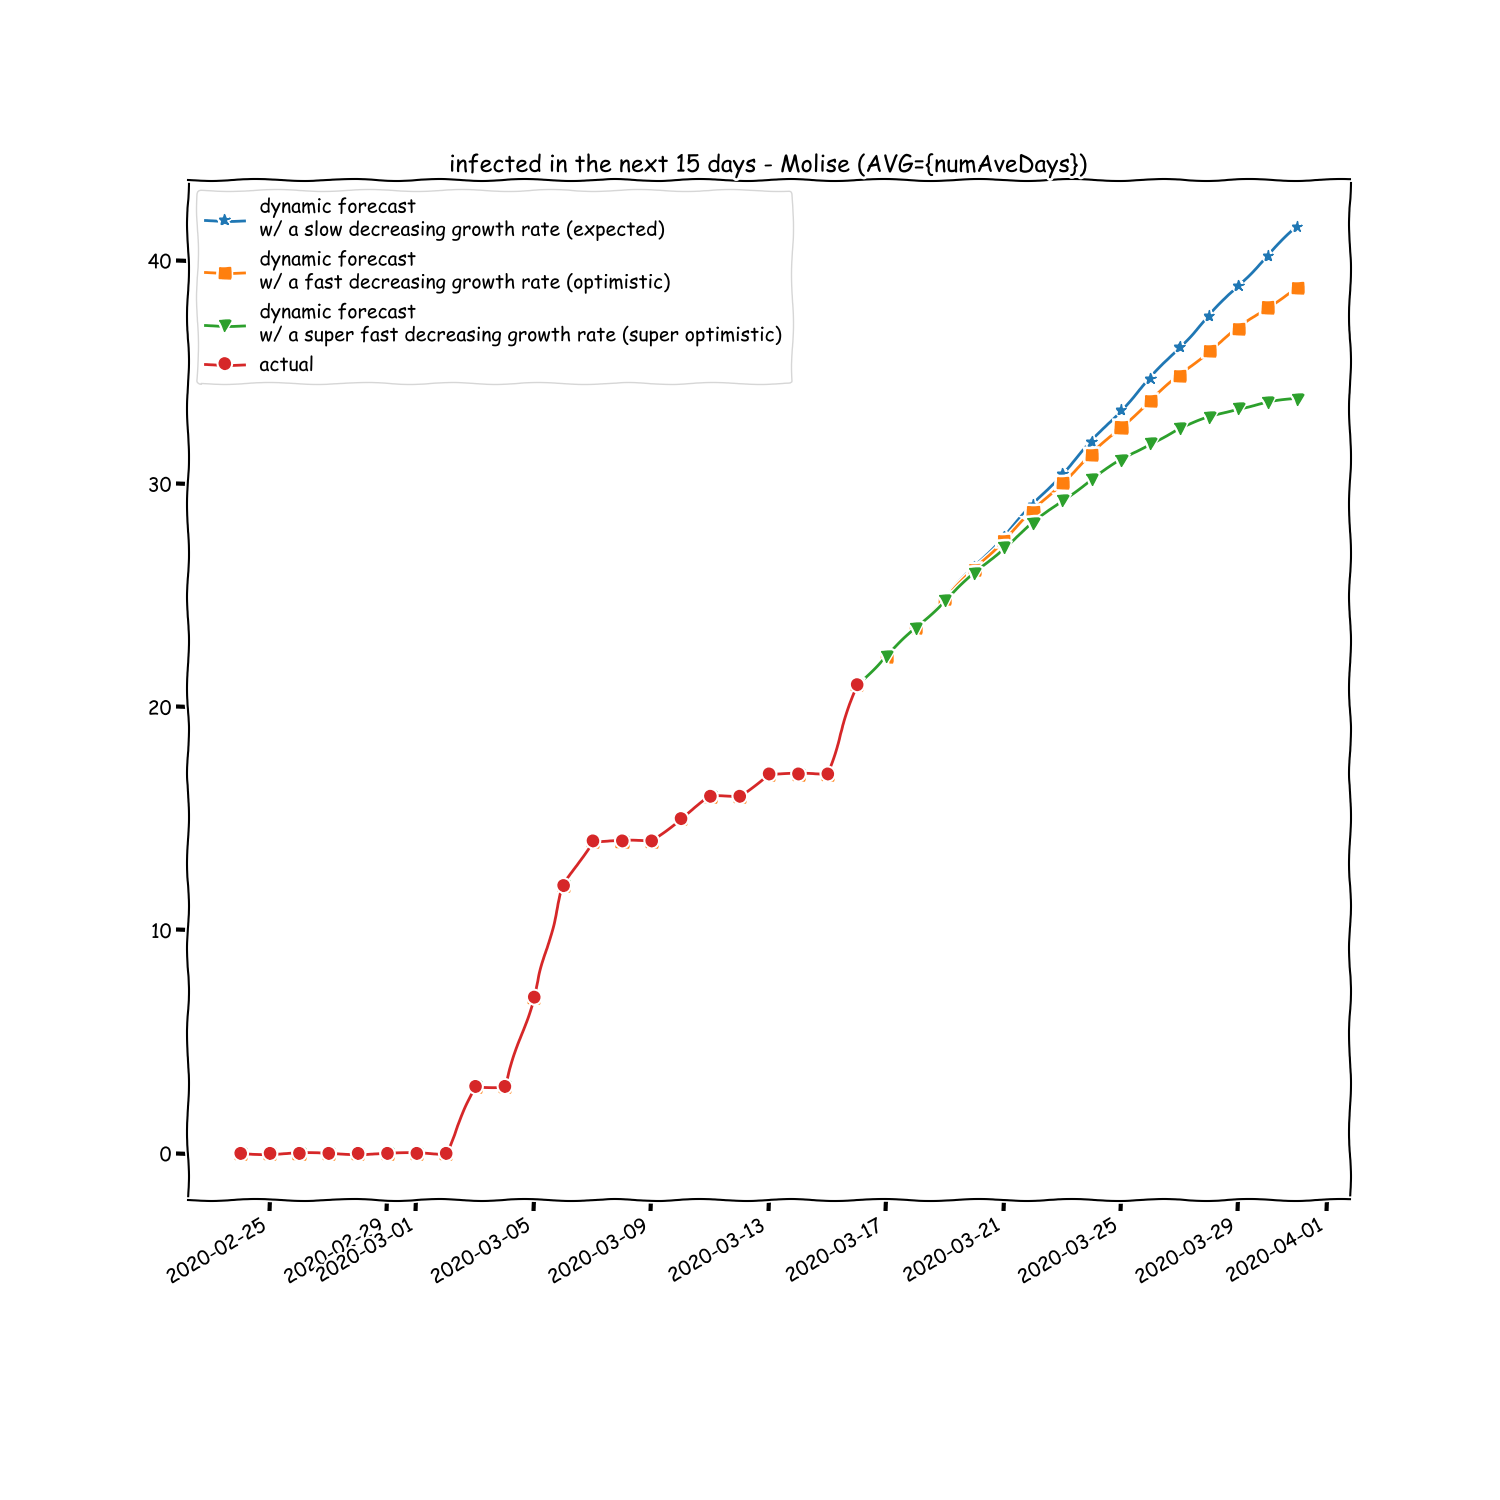 infected in the next 15 days - Molise (AVG={numAveDays})
dynamic forecast
w/ a slow decreasing growth rate (expected)
dynamic forecast
w/ a fast decreasing growth rate (optimistic)
dynamic forecast
w/ a super fast decreasing growth rate (super optimistic)
actual
40
30
20
10
0
2020-02-25
2020-02-29
2020-03-01
2020-03-05
2020-03-09
2020-03-13
2020-03-17
2020-03-21
2020-03-25
2020-03-29
2020-04-01